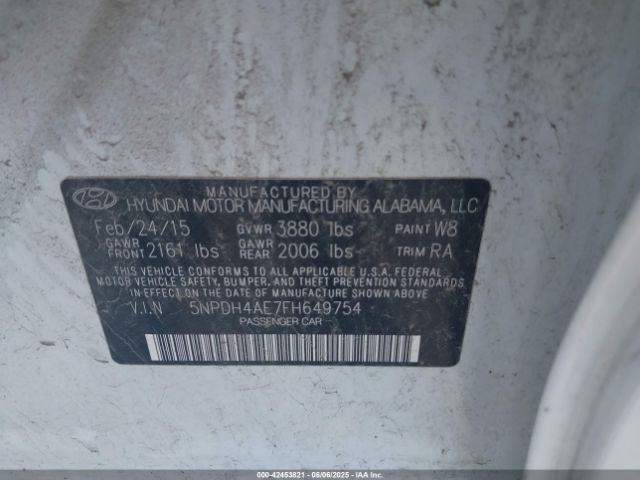 MANUFACTURED BY
HYUNDAI MOTOR MANUFACTURING ALABAMA, LLC
Feb/24/15 GVWR 3880 lbs PAINT W8
GAWR FRONT 2161 lbs GAWR REAR 2006 lbs TRIM RA
THIS VEHICLE CONFORMS TO ALL APPLICABLE U.S.A. FEDERAL
MOTOR VEHICLE SAFETY, BUMPER, AND THEFT PREVENTION STANDARDS
IN EFFECT ON THE DATE OF MANUFACTURE SHOWN ABOVE.
V.I.N 5NPDH4AE7FH649754
PASSENGER CAR
000-42453821 - 06/06/2025 - IAAI.COM